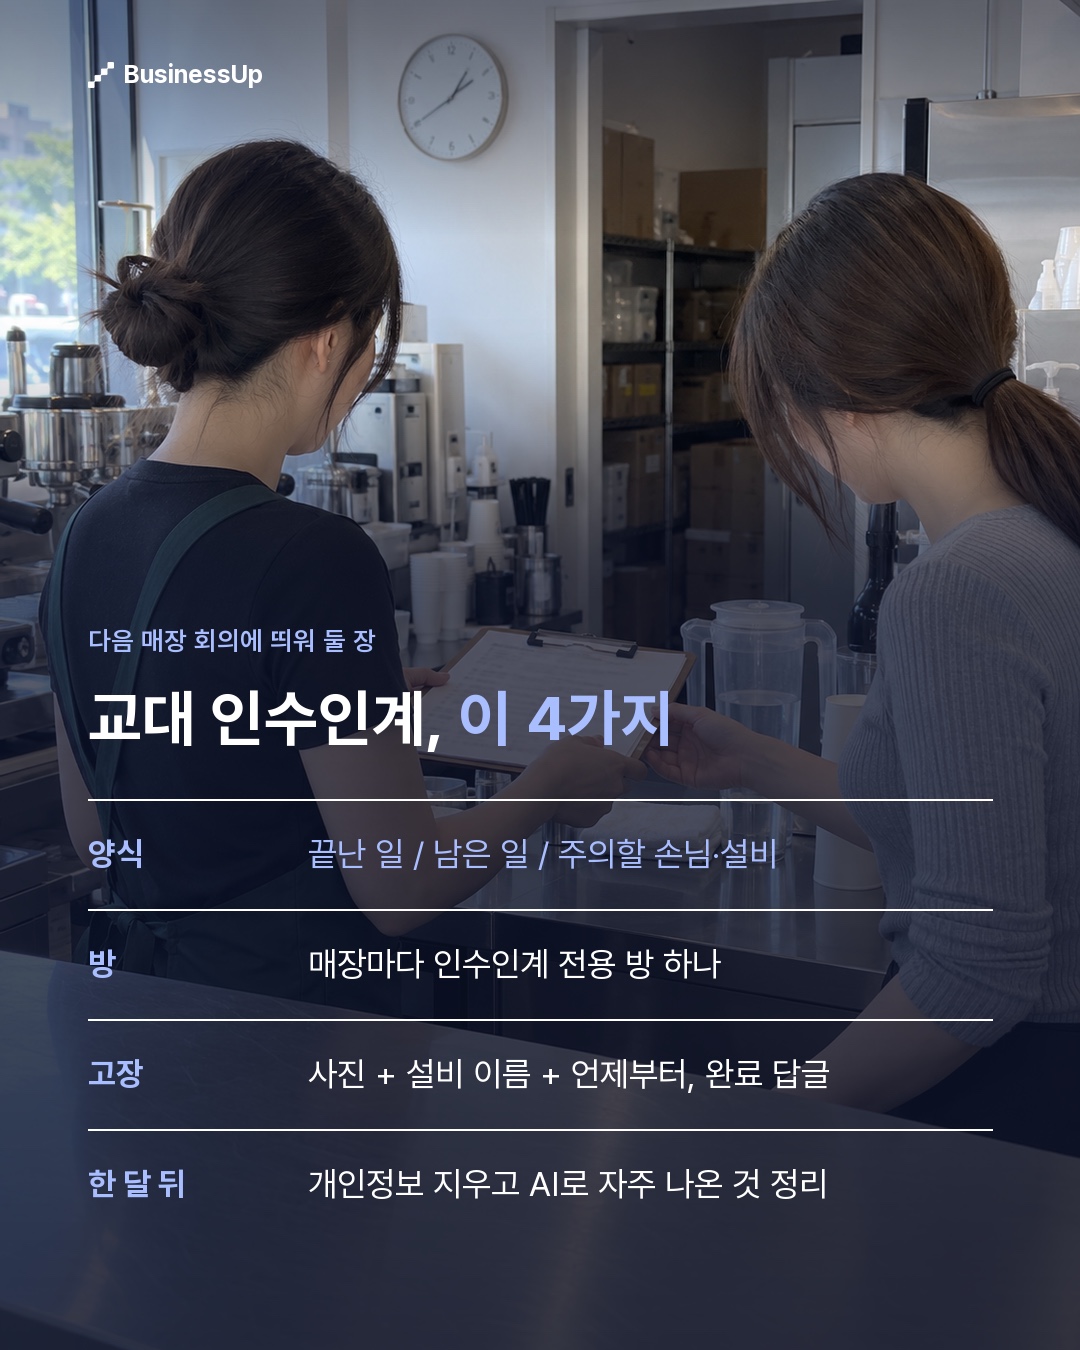 BusinessUp
다음 매장 회의에 띄워 둘 장
교대 인수인계, 이 4가지
양식 끝난 일 / 남은 일 / 주의할 손님·설비
방 매장마다 인수인계 전용 방 하나
고장 사진 + 설비 이름 + 언제부터, 완료 답글
한 달 뒤 개인정보 지우고 AI로 자주 나온 것 정리